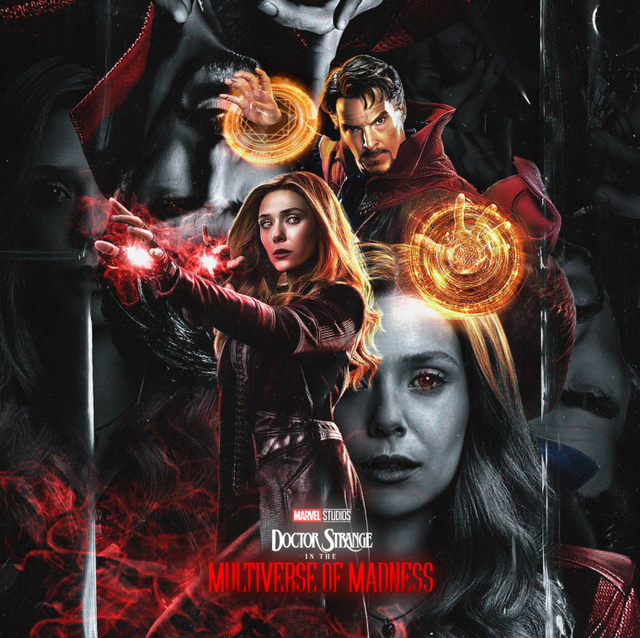 MARVEL STUDIOS
DOCTOR STRANGE
IN THE
MULTIVERSE OF MADNESS